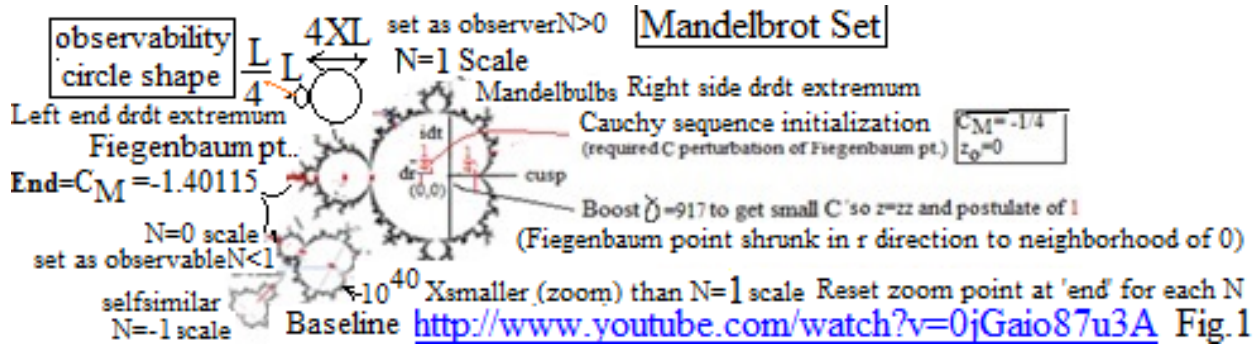 observability
circle shape
L
4
L
4XL
set as observerN>0
Mandelbrot Set
N=1 Scale
Mandelbulbs Right side drdt extremum
Left end drdt extremum
Fiegenbaum pt..
End=CM =-1.40115
idt
dr
(0,0)
cusp
Cauchy sequence initialization
(required C perturbation of Fiegenbaum pt.)
CM= -1/4
zo=0
Boost =917 to get small C so z=zz and postulate of 1
(Fiegenbaum point shrunk in r direction to neighborhood of 0)
N=0 scale
set as observableN<1
selfsimilar
N=-1 scale
10^40 Xsmaller (zoom) than N=1 scale Reset zoom point at 'end' for each N
Baseline http://www.youtube.com/watch?v=0jGaio87u3A Fig.1